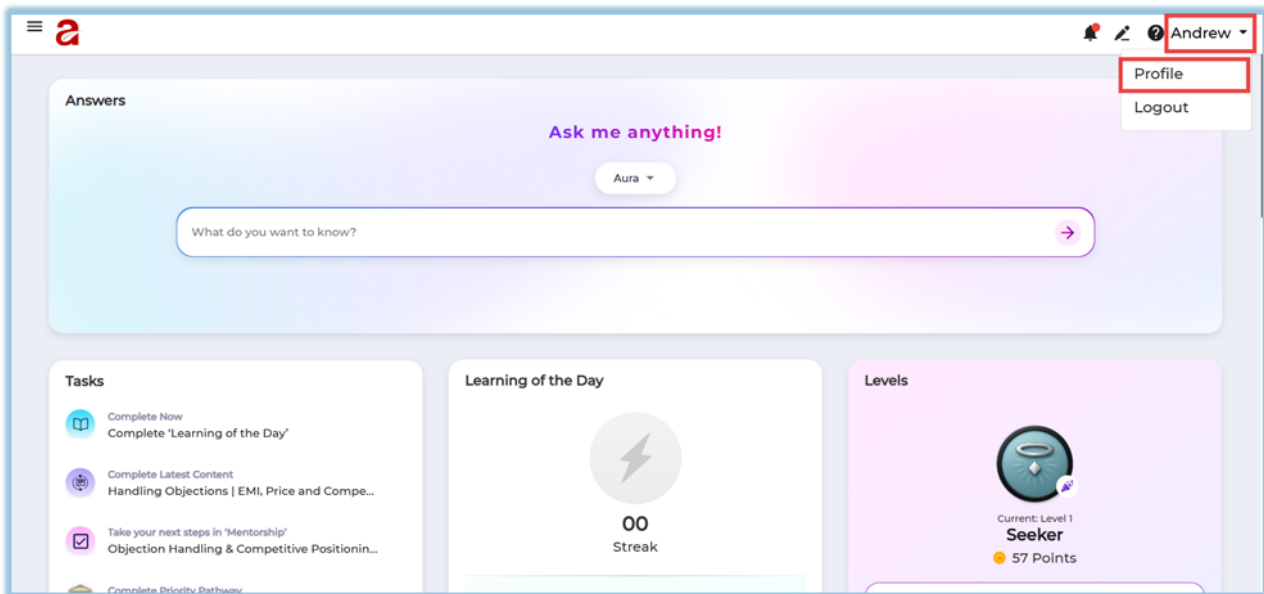 Andrew
Profile
Logout
Answers
Ask me anything!
Aura
What do you want to know?
Tasks
Complete Now
Complete 'Learning of the Day'
Complete Latest Content
Handling Objections | EMI, Price and Compe...
Take your next steps in 'Mentorship'
Objection Handling & Competitive Positionin...
Complete Priority Pathway
Learning of the Day
00
Streak
Levels
Current: Level 1
Seeker
57 Points